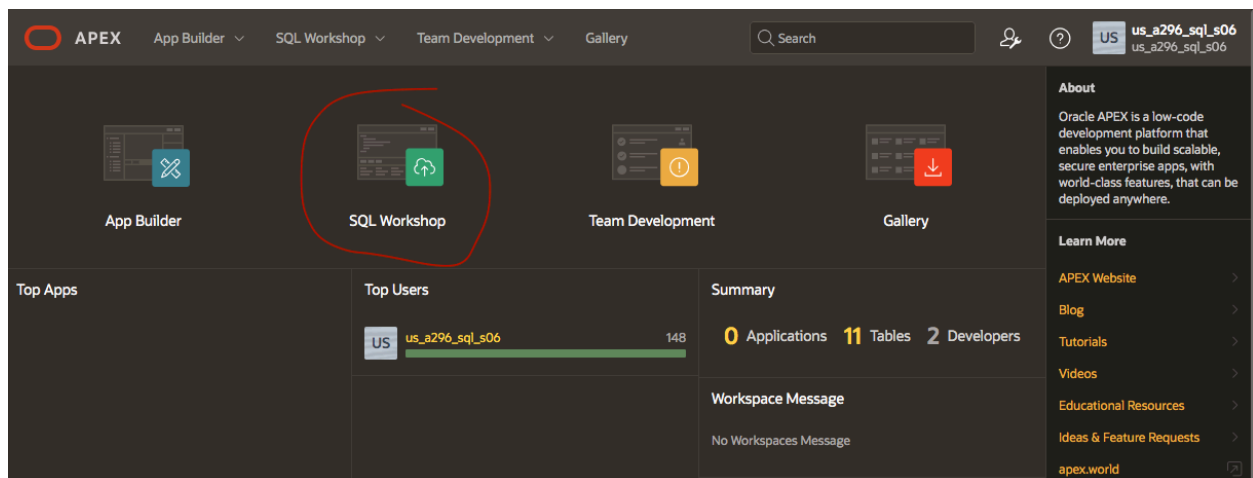 APEX App Builder SQL Workshop Team Development Gallery Search ? US us_a296_sql_s06
us_a296_sql_s06
App Builder
SQL Workshop
Team Development
Gallery
Top Apps
Top Users
US us_a296_sql_s06 148
Summary
0 Applications 11 Tables 2 Developers
Workspace Message
No Workspaces Message
About
Oracle APEX is a low-code
development platform that
enables you to build scalable,
secure enterprise apps, with
world-class features, that can be
deployed anywhere.
Learn More
APEX Website
Blog
Tutorials
Videos
Educational Resources
Ideas & Feature Requests
apex.world